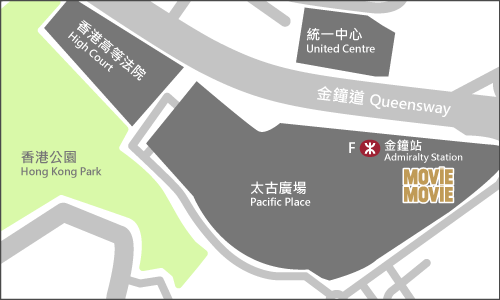 香港高等法院
High Court
統一中心
United Centre
金鐘道 Queensway
F 金鐘站
Admiralty Station
香港公園
Hong Kong Park
太古廣場
Pacific Place
MOViE
MOViE